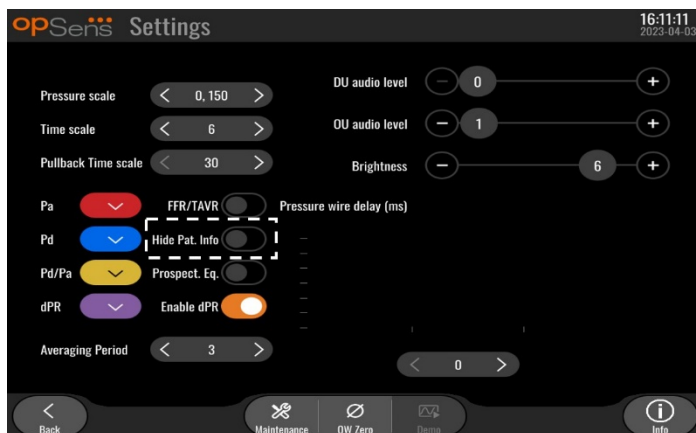 opSens Settings
16:11:11
2023-04-03
Pressure scale < 0, 150 >
Time scale < 6 >
Pullback Time scale < 30 >
DU audio level − 0 +
OU audio level − 1 +
Brightness − 6 +
Pa FFR/TAVR Pressure wire delay (ms)
Pd Hide Pat. Info
Pd/Pa Prospect. Eq.
dPR Enable dPR
Averaging Period < 3 >
< 0 >
Back Maintenance OW Zero Demo Info